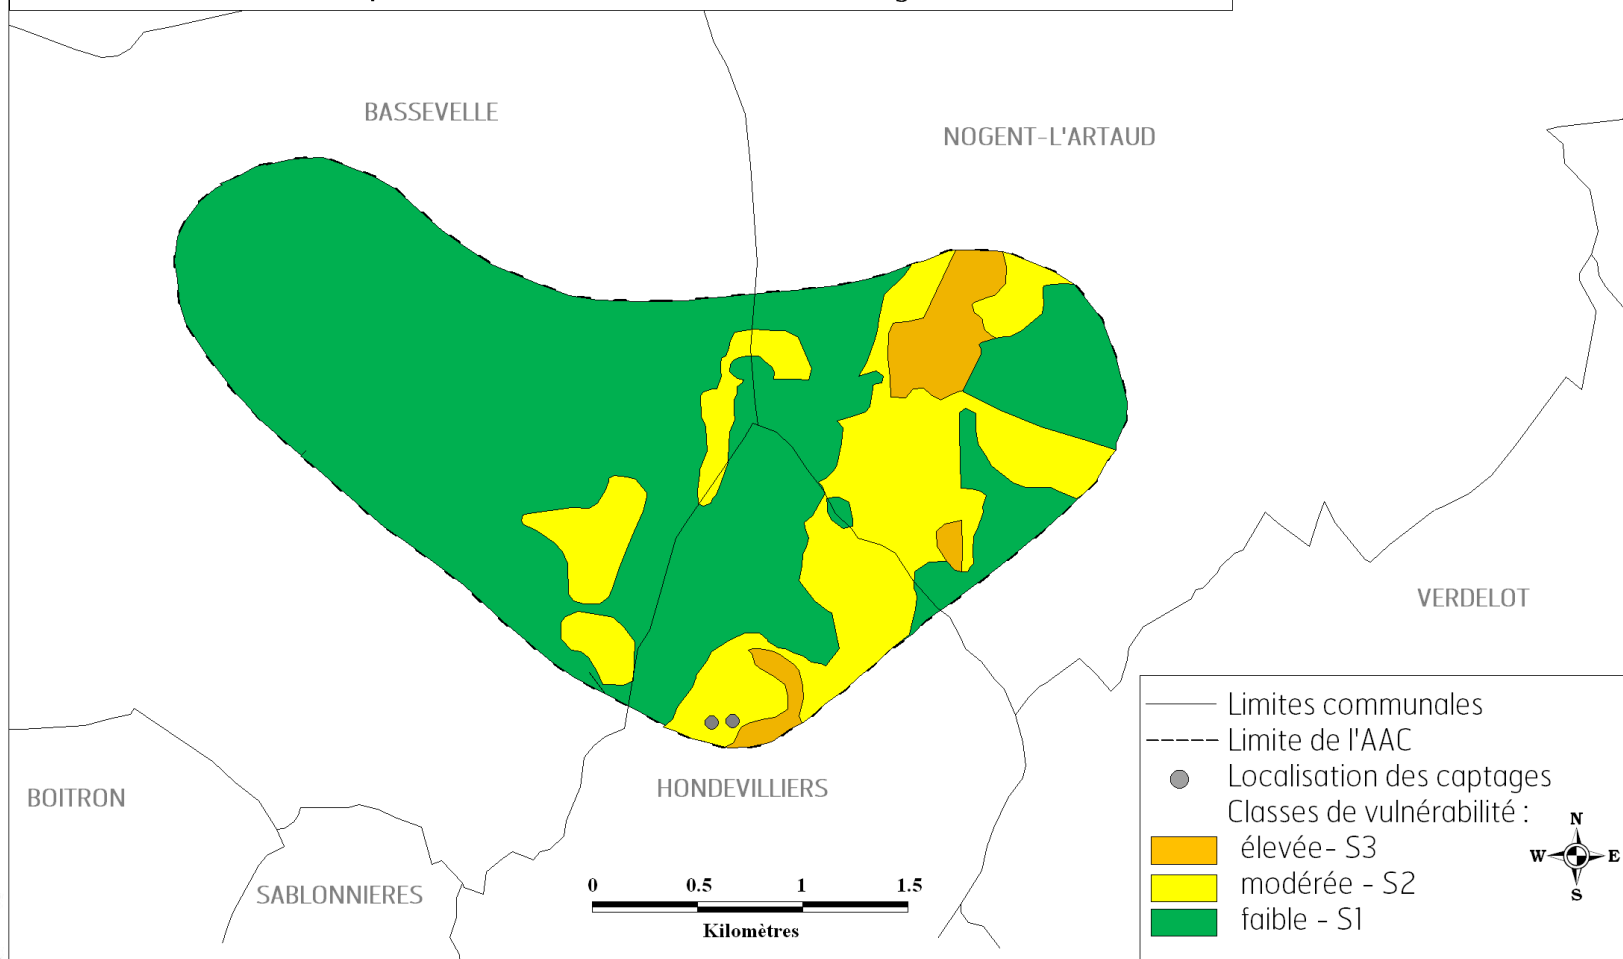 BASSEVELLE
NOGENT-L'ARTAUD
VERDELOT
BOITRON
HONDEVILLIERS
SABLONNIERES
0 0.5 1 1.5
Kilomètres
Limites communales
Limite de l'AAC
Localisation des captages
Classes de vulnérabilité :
élevée- S3
modérée - S2
faible - S1
N
W E
S